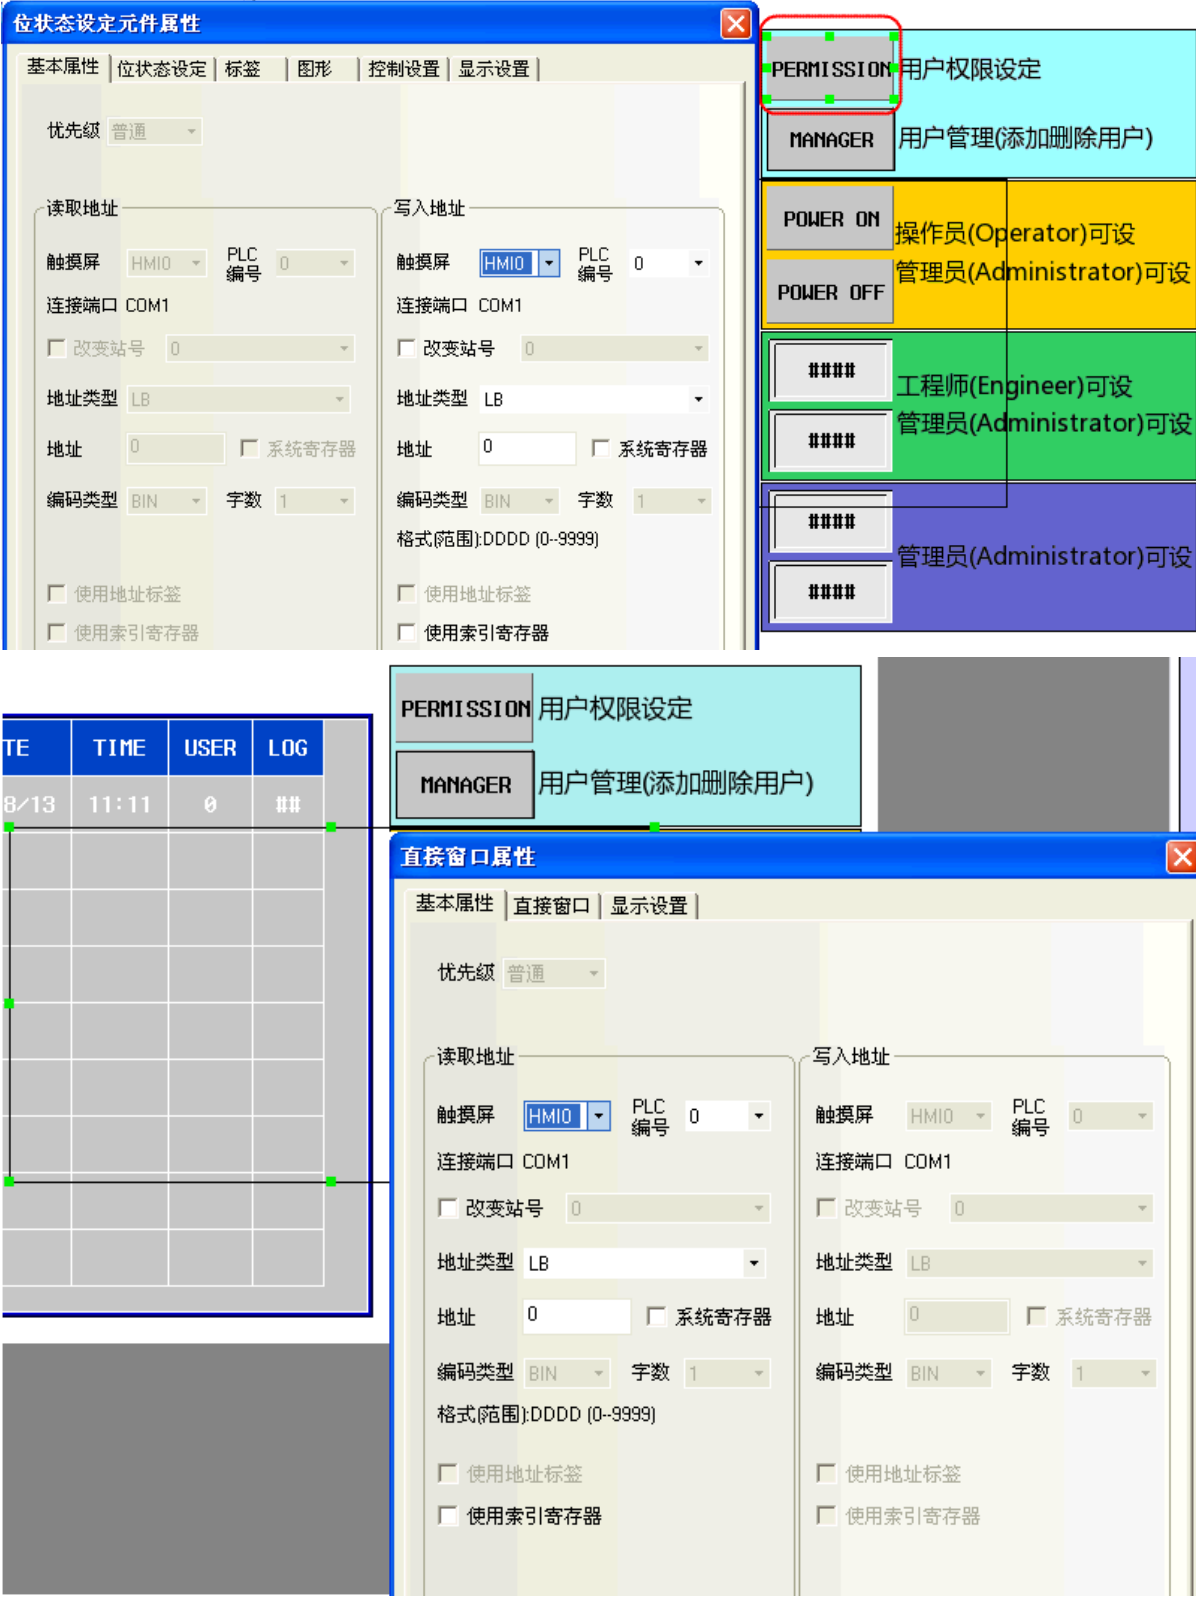 位状态设定元件属性
基本属性 位状态设定 标签 图形 控制设置 显示设置
优先级 普通
读取地址
触摸屏 HMI0 PLC编号 0
连接端口 COM1
改变站号 0
地址类型 LB
地址 0 系统寄存器
编码类型 BIN 字数 1
使用地址标签
使用索引寄存器
写入地址
触摸屏 HMI0 PLC编号 0
连接端口 COM1
改变站号 0
地址类型 LB
地址 0 系统寄存器
编码类型 BIN 字数 1
格式(范围):DDDD (0--9999)
使用地址标签
使用索引寄存器
PERMISSION 用户权限设定
MANAGER 用户管理(添加删除用户)
POWER ON 操作员(Operator)可设
管理员(Administrator)可设
POWER OFF
#### 工程师(Engineer)可设
管理员(Administrator)可设
####
####
管理员(Administrator)可设
####
TE TIME USER LOG
8/13 11:11 0 ##
PERMISSION 用户权限设定
MANAGER 用户管理(添加删除用户)
直接窗口属性
基本属性 直接窗口 显示设置
优先级 普通
读取地址
触摸屏 HMI0 PLC编号 0
连接端口 COM1
改变站号 0
地址类型 LB
地址 0 系统寄存器
编码类型 BIN 字数 1
格式(范围):DDDD (0--9999)
使用地址标签
使用索引寄存器
写入地址
触摸屏 HMI0 PLC编号 0
连接端口 COM1
改变站号 0
地址类型 LB
地址 0 系统寄存器
编码类型 BIN 字数 1
使用地址标签
使用索引寄存器